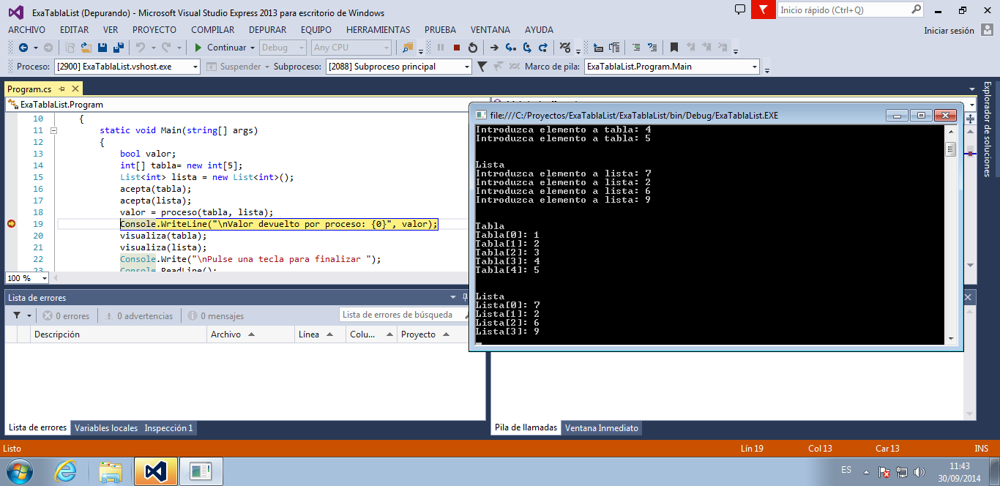 ExaTablaList (Depurando) - Microsoft Visual Studio Express 2013 para escritorio de Windows
Inicio rápido (Ctrl+Q)
ARCHIVO EDITAR VER PROYECTO COMPILAR DEPURAR EQUIPO HERRAMIENTAS PRUEBA VENTANA AYUDA
Iniciar sesión
Continuar Debug Any CPU
Proceso: [2900] ExaTablaList.vshost.exe Suspender Subproceso: [2088] Subproceso principal Marco de pila: ExaTablaList.Program.Main
Program.cs
ExaTablaList.Program
10 {
11 static void Main(string[] args)
12 {
13 bool valor;
14 int[] tabla= new int[5];
15 List<int> lista = new List<int>();
16 acepta(tabla);
17 acepta(lista);
18 valor = proceso(tabla, lista);
19 Console.WriteLine("\nValor devuelto por proceso: {0}", valor);
20 visualiza(tabla);
21 visualiza(lista);
22 Console.Write("\nPulse una tecla para finalizar ");
23 Console.ReadLine();
100 %
file:///C:/Proyectos/ExaTablaList/ExaTablaList/bin/Debug/ExaTablaList.EXE
Introduzca elemento a tabla: 4
Introduzca elemento a tabla: 5
Lista
Introduzca elemento a lista: 7
Introduzca elemento a lista: 2
Introduzca elemento a lista: 6
Introduzca elemento a lista: 9
Tabla
Tabla[0]: 1
Tabla[1]: 2
Tabla[2]: 3
Tabla[3]: 4
Tabla[4]: 5
Lista
Lista[0]: 7
Lista[1]: 2
Lista[2]: 6
Lista[3]: 9
Explorador de soluciones
Lista de errores
0 errores 0 advertencias 0 mensajes Lista de errores de búsqueda
Descripción Archivo Línea Colu... Proyecto
Lista de errores Variables locales Inspección 1
Pila de llamadas Ventana Inmediato
Listo Lín 19 Col 13 Car 13 INS
ES
11:43
30/09/2014